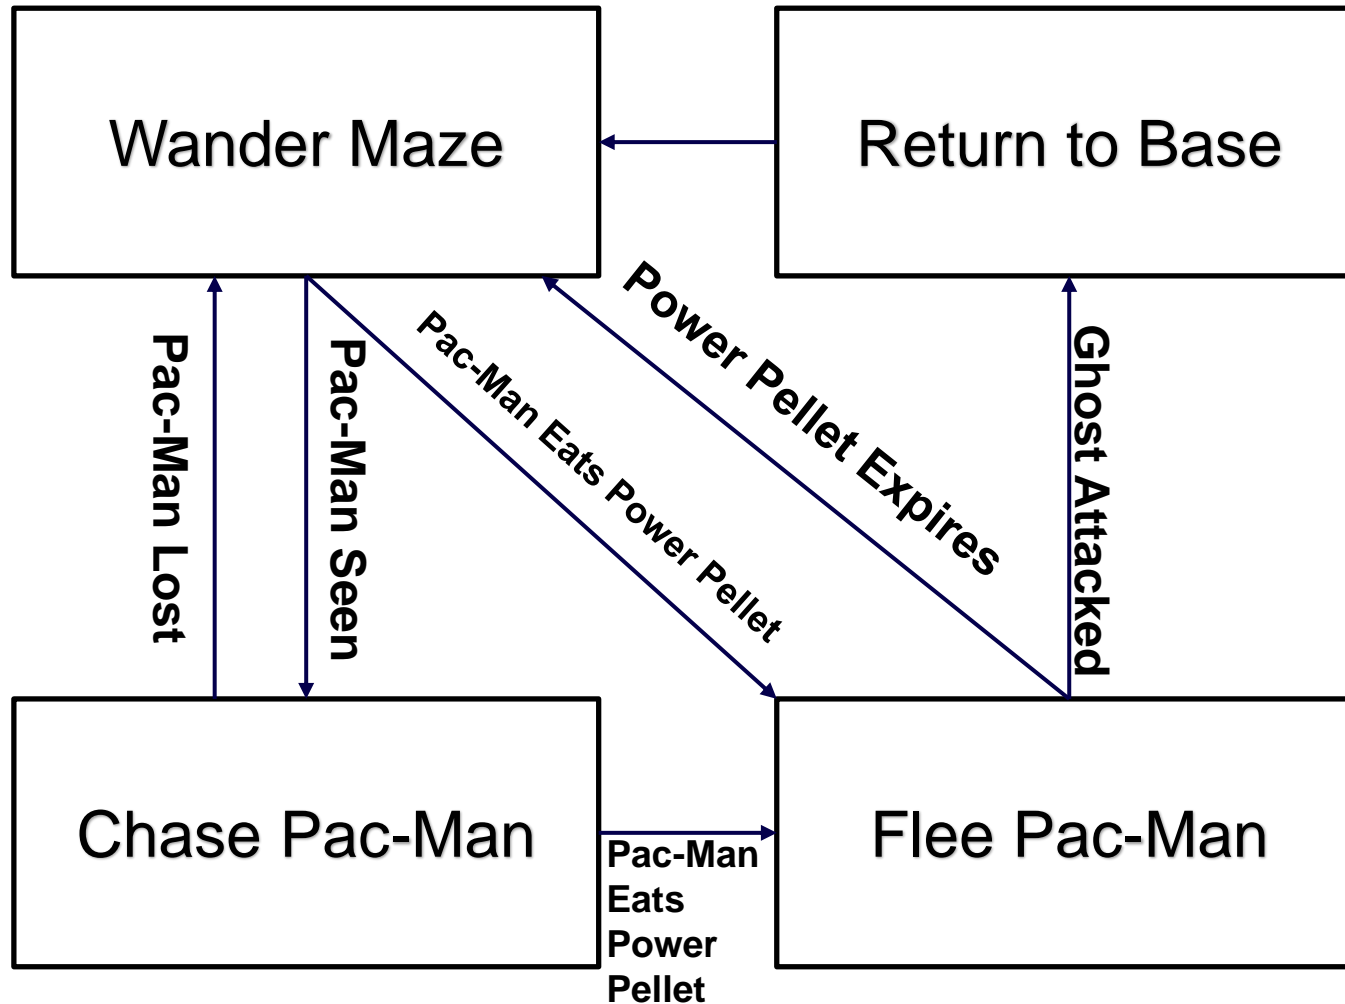 Wander Maze
Return to Base
Pac-Man Lost
Pac-Man Seen
Pac-Man Eats Power Pellet
Power Pellet Expires
Ghost Attacked
Chase Pac-Man
Pac-Man
Eats
Power
Pellet
Flee Pac-Man